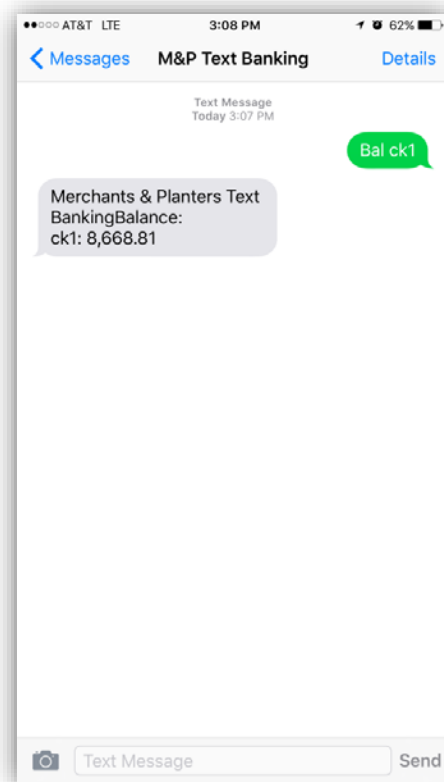 AT&T LTE 3:08 PM 62%
Messages M&P Text Banking Details
Text Message
Today 3:07 PM
Bal ck1
Merchants & Planters Text
BankingBalance:
ck1: 8,668.81
Text Message Send